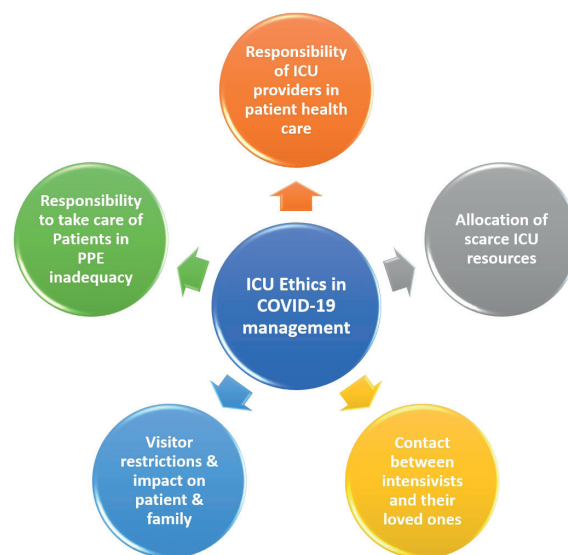 Responsibility
of ICU
providers in
patient health
care
Responsibility
to take care of
Patients in
PPE
inadequacy
Allocation of
scarce ICU
resources
ICU Ethics in
COVID-19
management
Visitor
restrictions &
impact on
patient &
family
Contact
between
intensivists
and their
loved ones